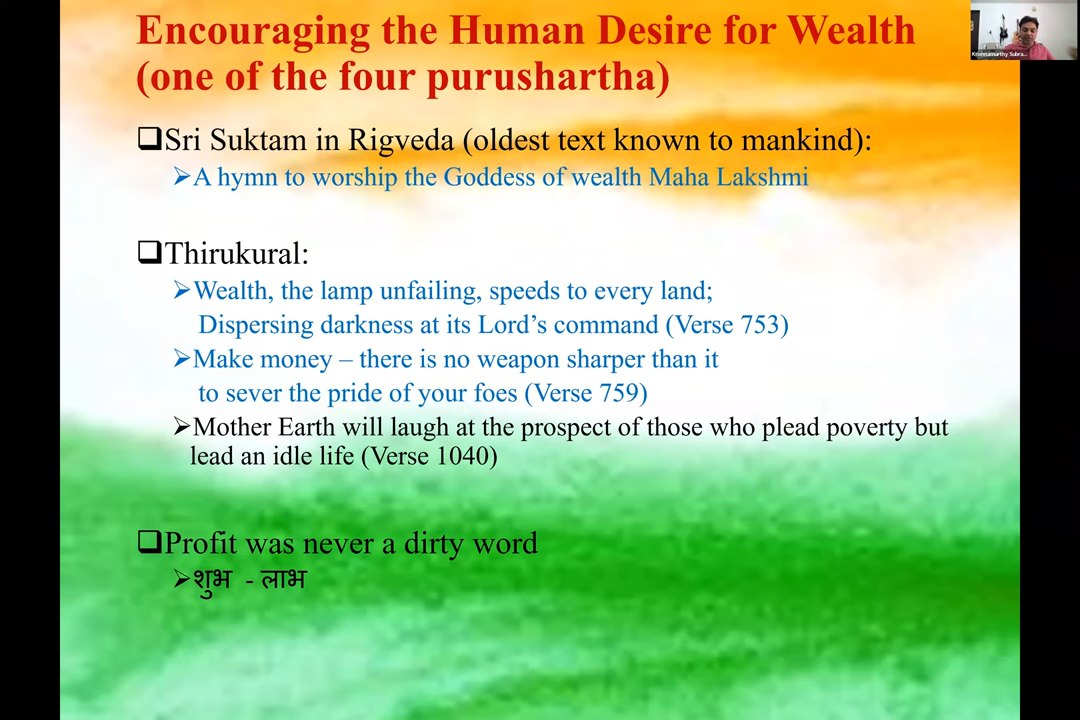 Encouraging the Human Desire for Wealth
(one of the four purushartha)
Krishnamurthy Subra...
❑Sri Suktam in Rigveda (oldest text known to mankind):
➢A hymn to worship the Goddess of wealth Maha Lakshmi
❑Thirukural:
➢Wealth, the lamp unfailing, speeds to every land;
Dispersing darkness at its Lord’s command (Verse 753)
➢Make money – there is no weapon sharper than it
to sever the pride of your foes (Verse 759)
➢Mother Earth will laugh at the prospect of those who plead poverty but
lead an idle life (Verse 1040)
❑Profit was never a dirty word
➢शुभ - लाभ